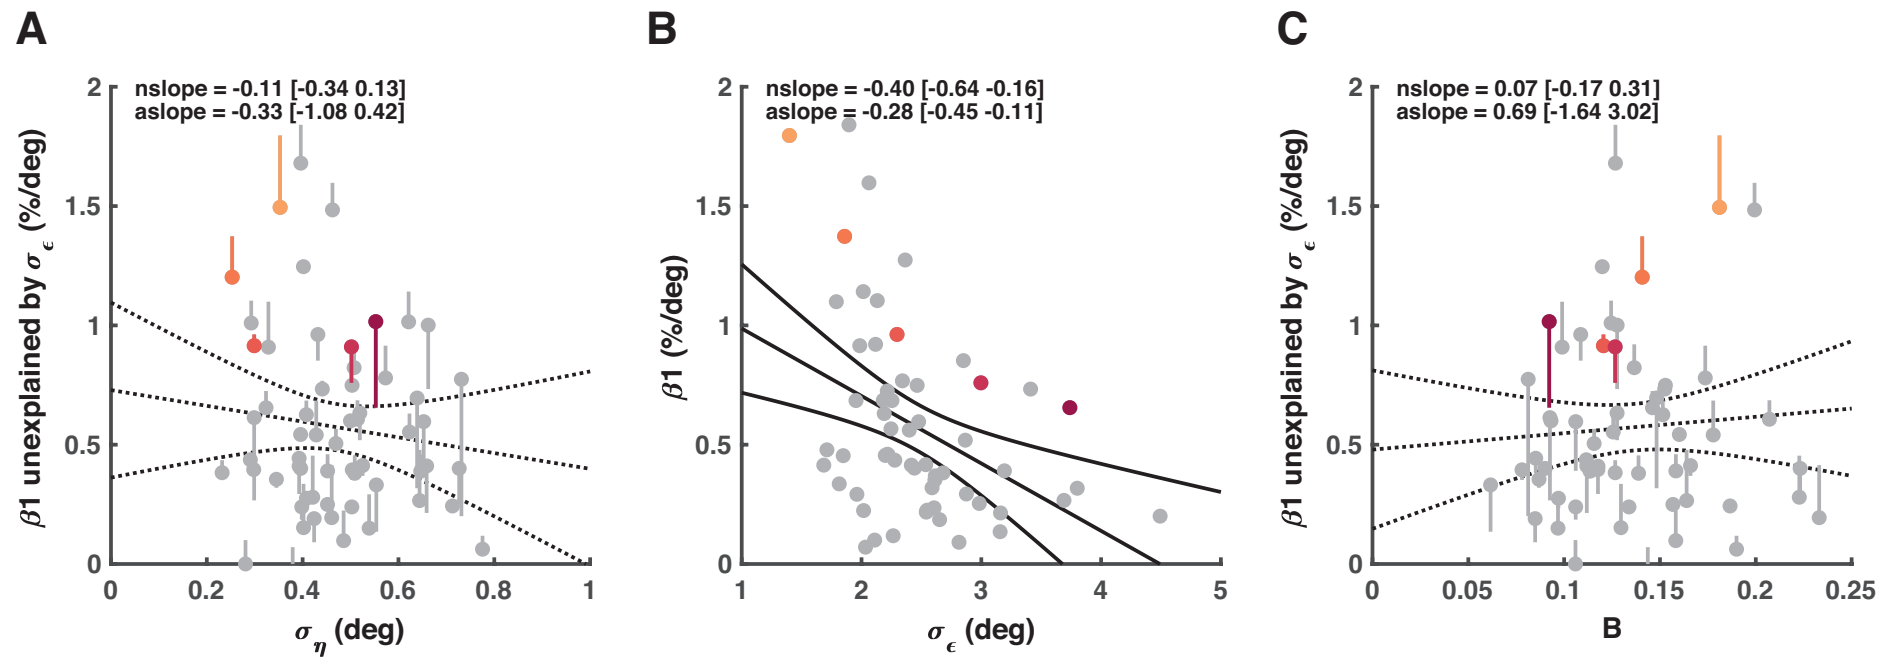 A
nslope = -0.11 [-0.34 0.13]
aslope = -0.33 [-1.08 0.42]
β1 unexplained by σ ϵ (%/deg)
2
1.5
1
0.5
0
0 0.2 0.4 0.6 0.8 1
σ η (deg)
B
nslope = -0.40 [-0.64 -0.16]
aslope = -0.28 [-0.45 -0.11]
β1 (%/deg)
2
1.5
1
0.5
0
1 2 3 4 5
σ ϵ (deg)
C
nslope = 0.07 [-0.17 0.31]
aslope = 0.69 [-1.64 3.02]
β1 unexplained by σ ϵ (%/deg)
2
1.5
1
0.5
0
0 0.05 0.1 0.15 0.2 0.25
B